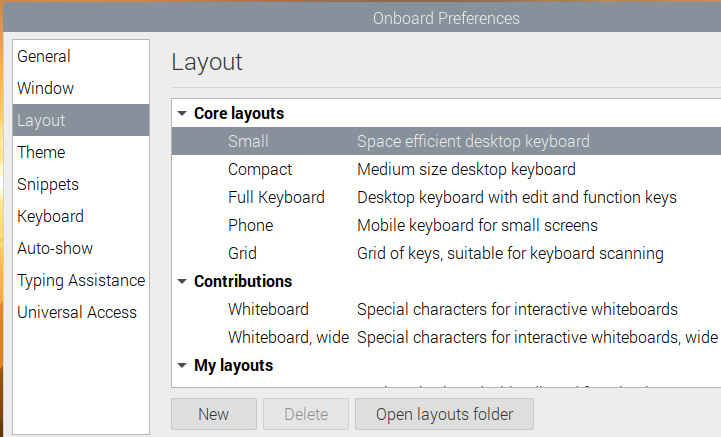 Onboard Preferences
General
Window
Layout
Theme
Snippets
Keyboard
Auto-show
Typing Assistance
Universal Access
Layout
Core layouts
Small Space efficient desktop keyboard
Compact Medium size desktop keyboard
Full Keyboard Desktop keyboard with edit and function keys
Phone Mobile keyboard for small screens
Grid Grid of keys, suitable for keyboard scanning
Contributions
Whiteboard Special characters for interactive whiteboards
Whiteboard, wide Special characters for interactive whiteboards, wide
My layouts
New Delete Open layouts folder